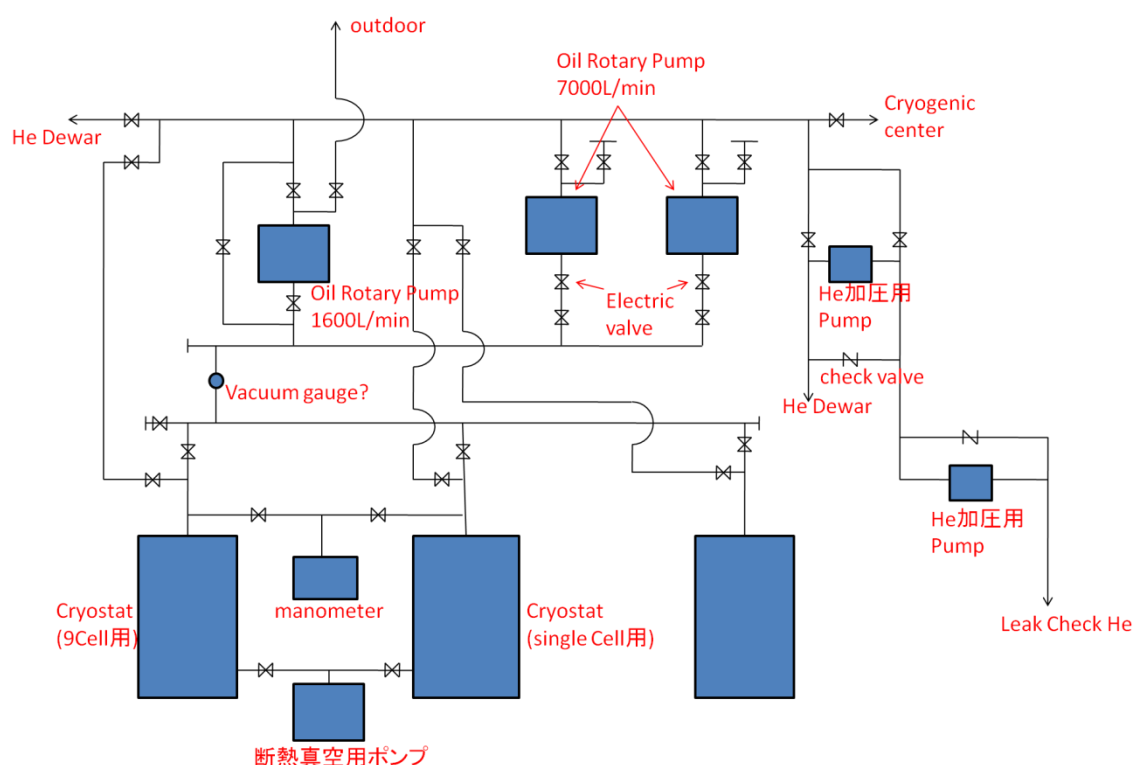 outdoor
Oil Rotary Pump
7000L/min
He Dewar
Cryogenic
center
Oil Rotary Pump
1600L/min
Electric
valve
He加圧用
Pump
Vacuum gauge?
check valve
He Dewar
He加圧用
Pump
Cryostat
(9Cell用)
manometer
Cryostat
(single Cell用)
Leak Check He
断熱真空用ポンプ